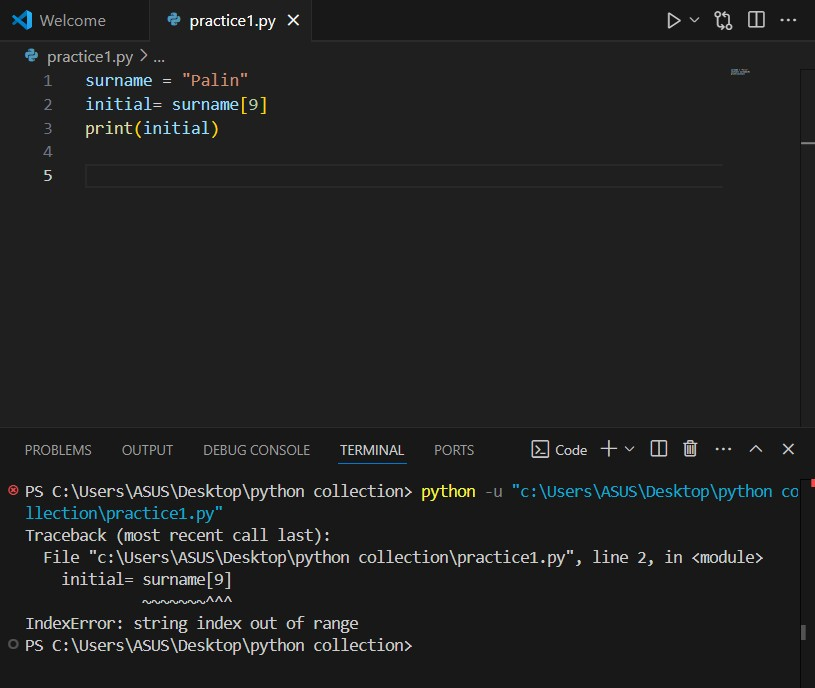 Welcome practice1.py
practice1.py > ...
1 surname = "Palin"
2 initial= surname[9]
3 print(initial)
4
5
PROBLEMS OUTPUT DEBUG CONSOLE TERMINAL PORTS Code
PS C:\Users\ASUS\Desktop\python collection> python -u "c:\Users\ASUS\Desktop\python co
llection\practice1.py"
Traceback (most recent call last):
  File "c:\Users\ASUS\Desktop\python collection\practice1.py", line 2, in <module>
    initial= surname[9]
             ~~~~~~~^^^
IndexError: string index out of range
PS C:\Users\ASUS\Desktop\python collection>